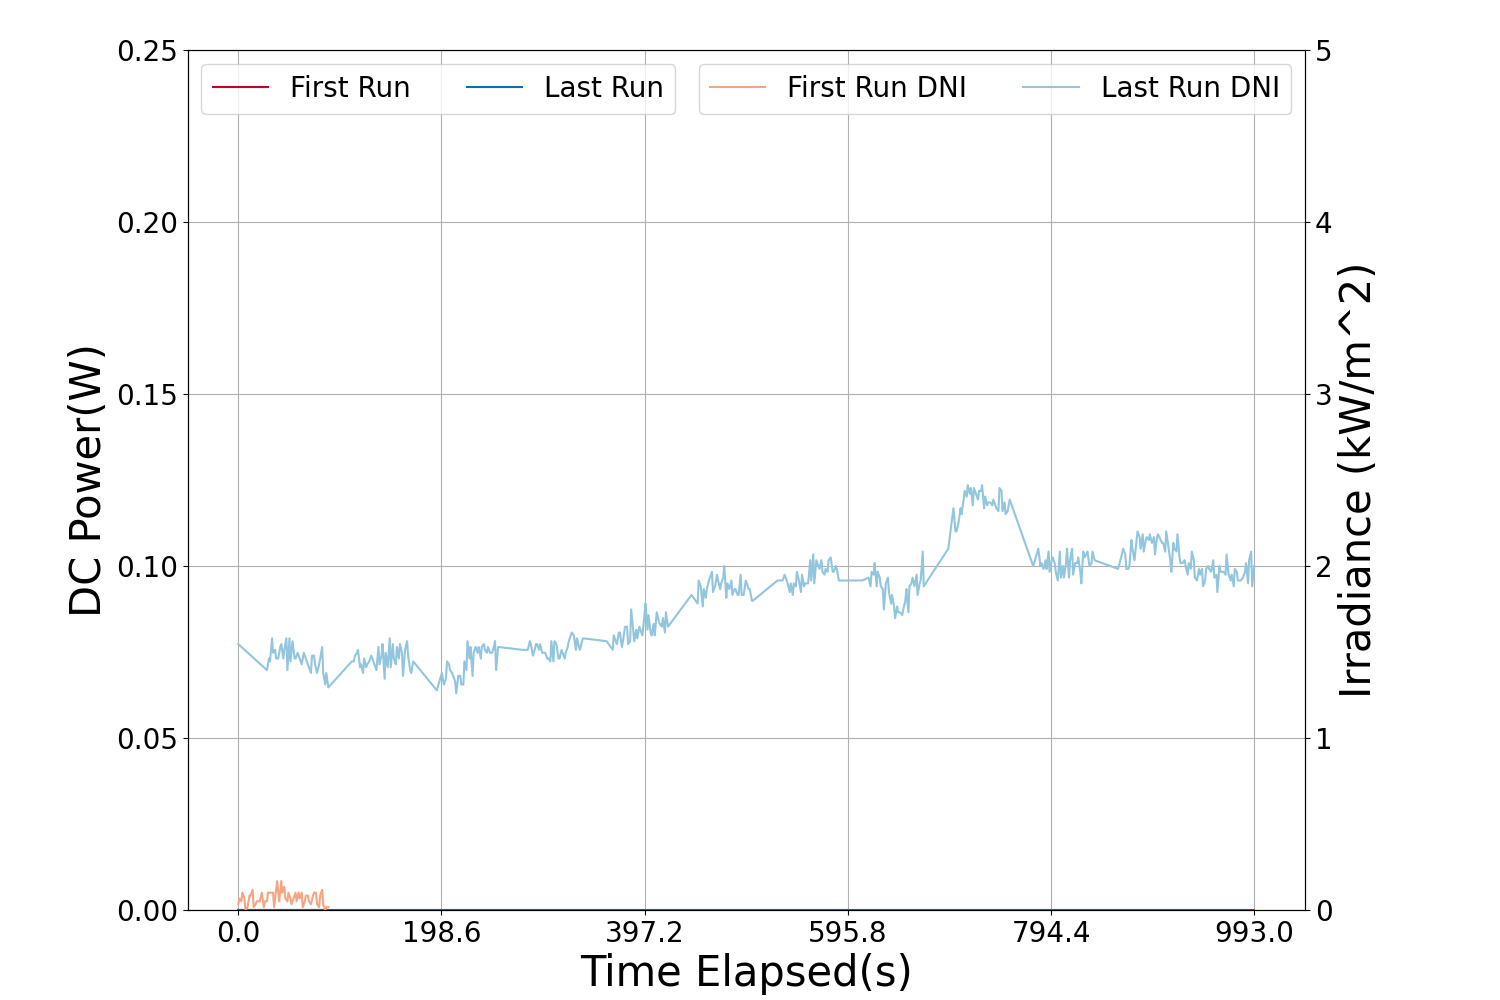 First Run
Last Run
First Run DNI
Last Run DNI
DC Power(W)
0.25
0.20
0.15
0.10
0.05
0.00
5
4
3
2
1
0
Irradiance (kW/m^2)
0.0 198.6 397.2 595.8 794.4 993.0
Time Elapsed(s)